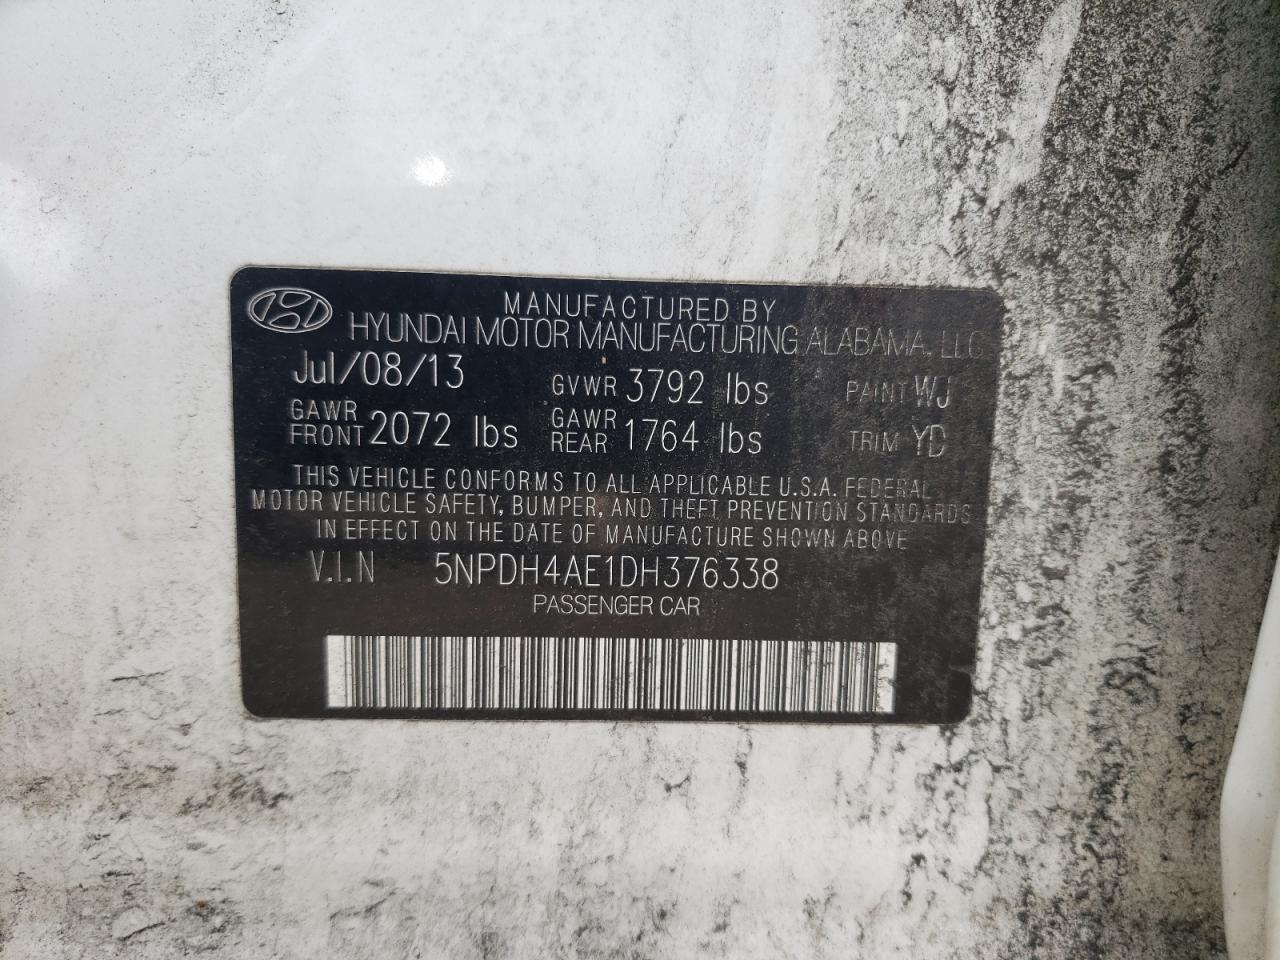 MANUFACTURED BY
HYUNDAI MOTOR MANUFACTURING ALABAMA, LLC
Jul/08/13 GVWR 3792 lbs PAINT WJ
GAWR FRONT 2072 lbs GAWR REAR 1764 lbs TRIM YD
THIS VEHICLE CONFORMS TO ALL APPLICABLE U.S.A. FEDERAL
MOTOR VEHICLE SAFETY, BUMPER, AND THEFT PREVENTION STANDARDS
IN EFFECT ON THE DATE OF MANUFACTURE SHOWN ABOVE
V.I.N 5NPDH4AE1DH376338
PASSENGER CAR